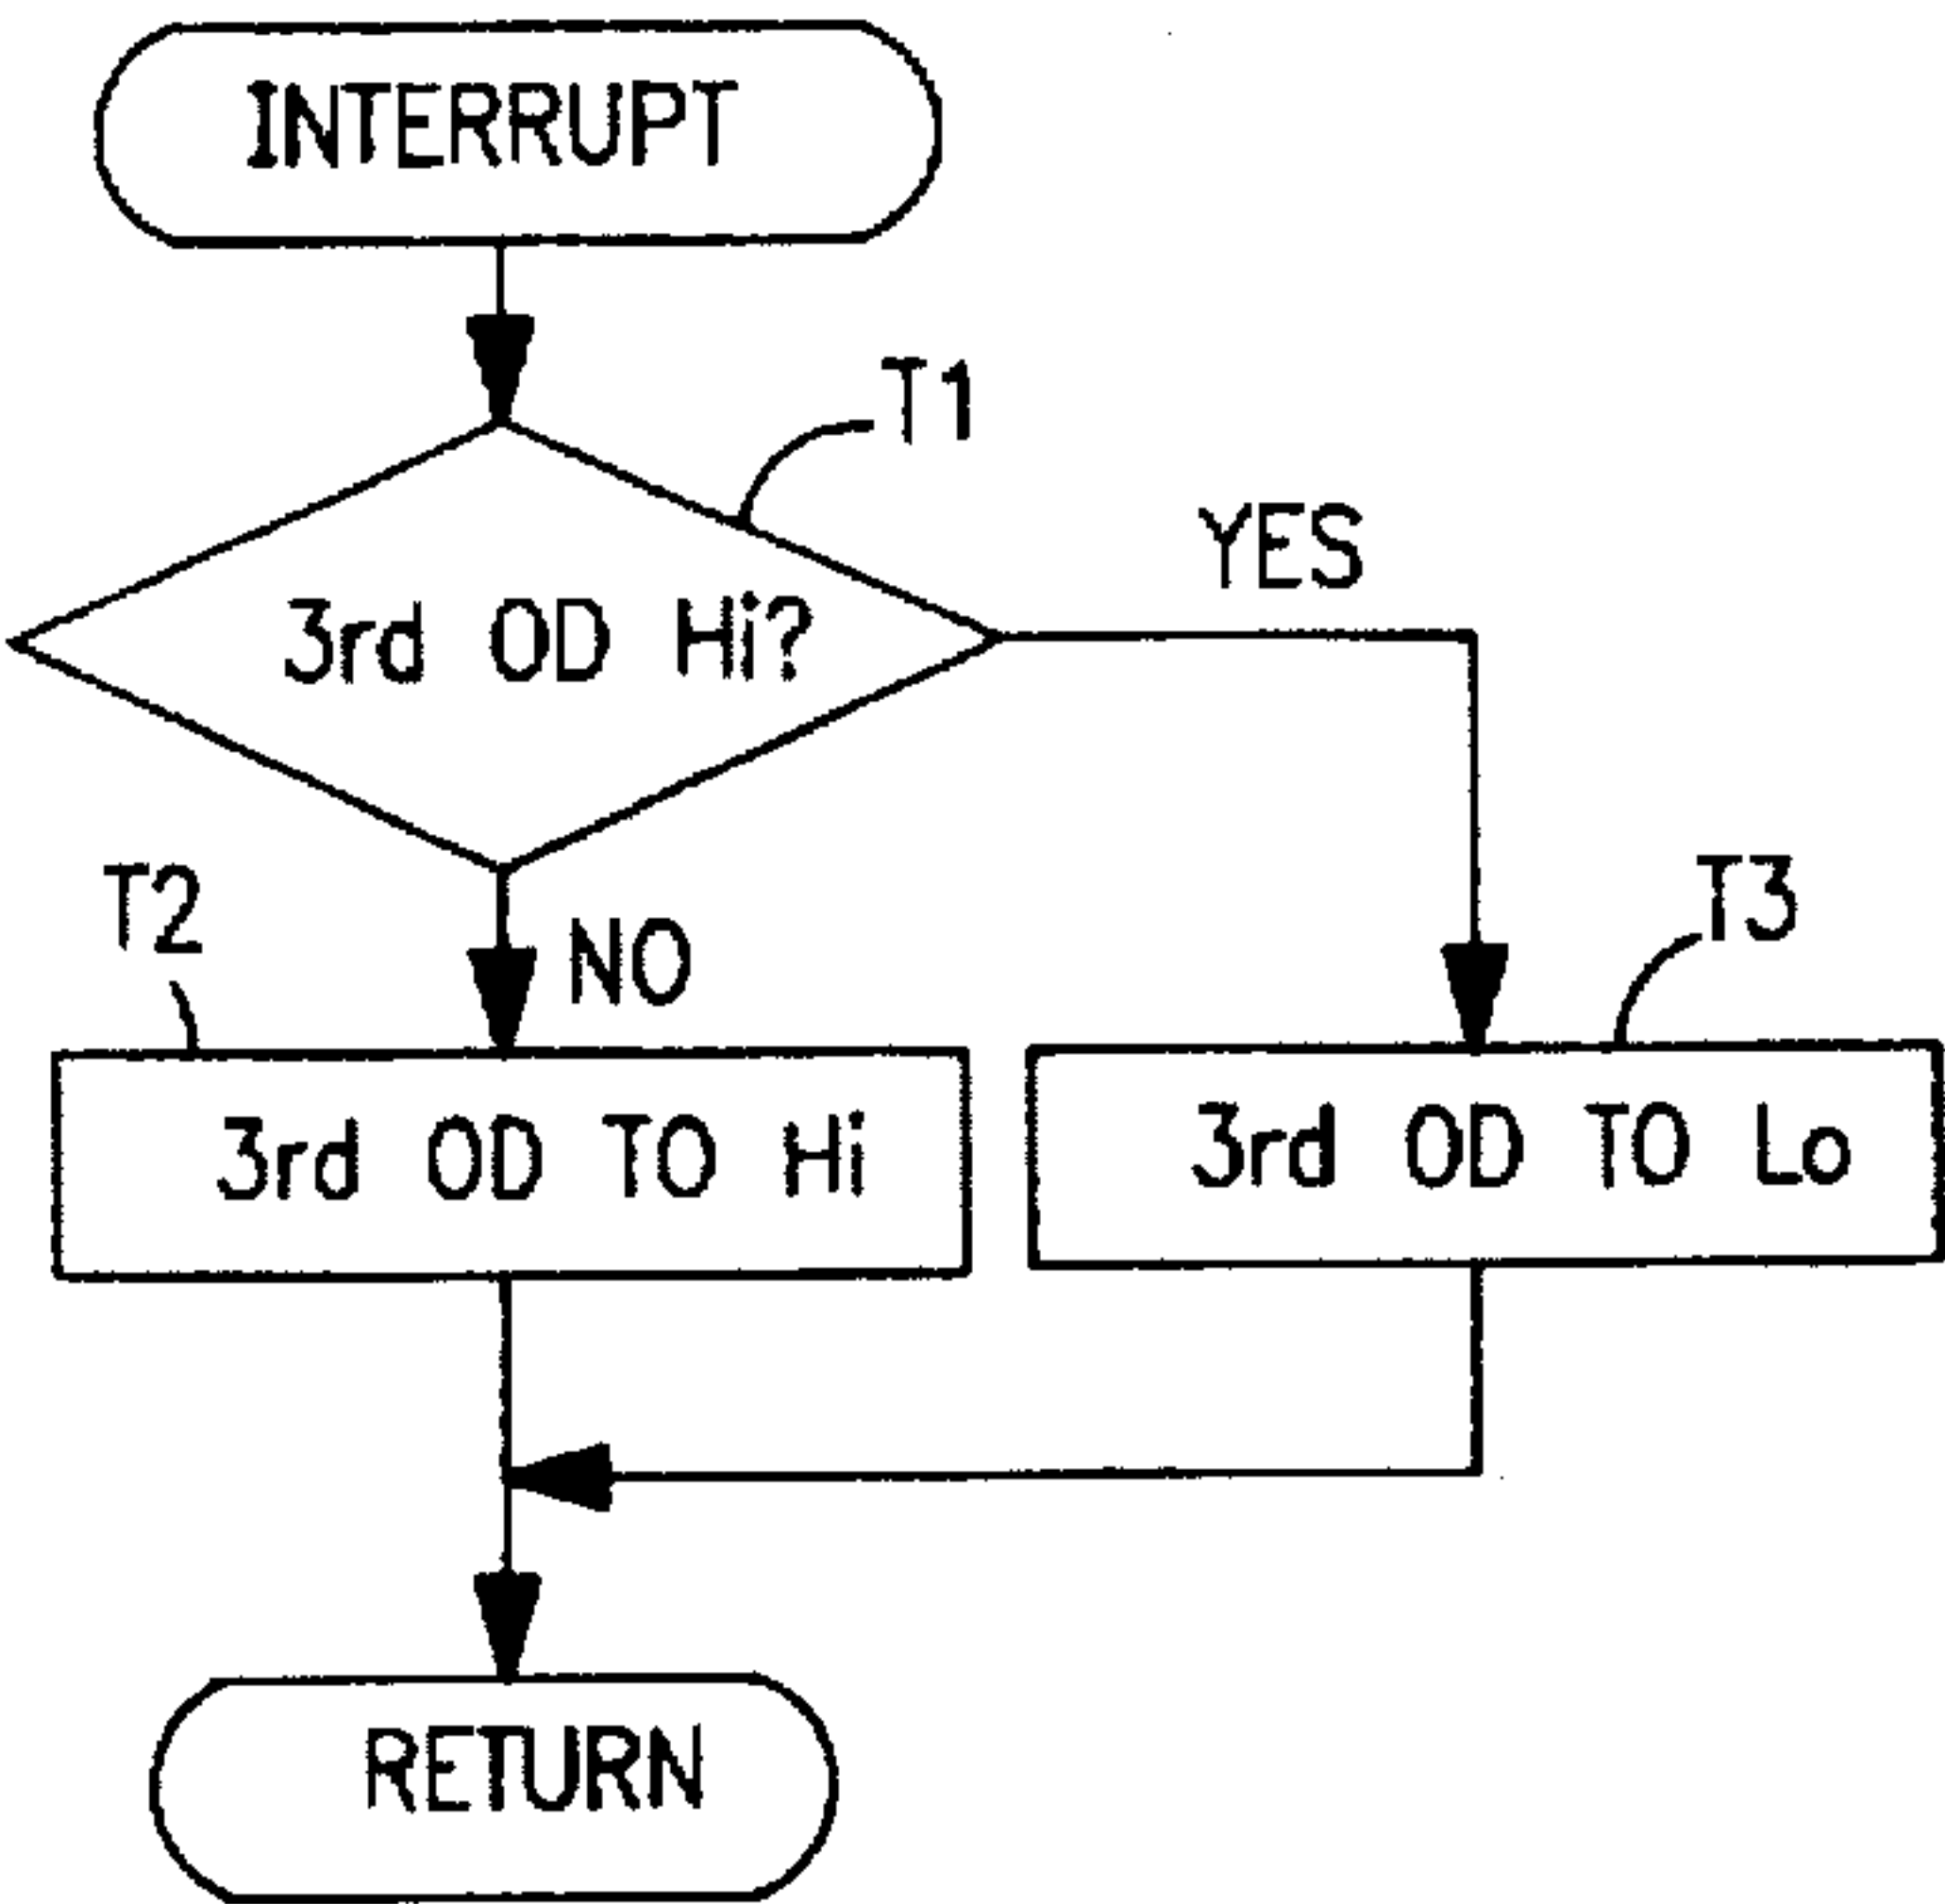 INTERRUPT
T1
YES
3rd OD Hi?
T2
NO
T3
3rd OD TO Hi
3rd OD TO Lo
RETURN